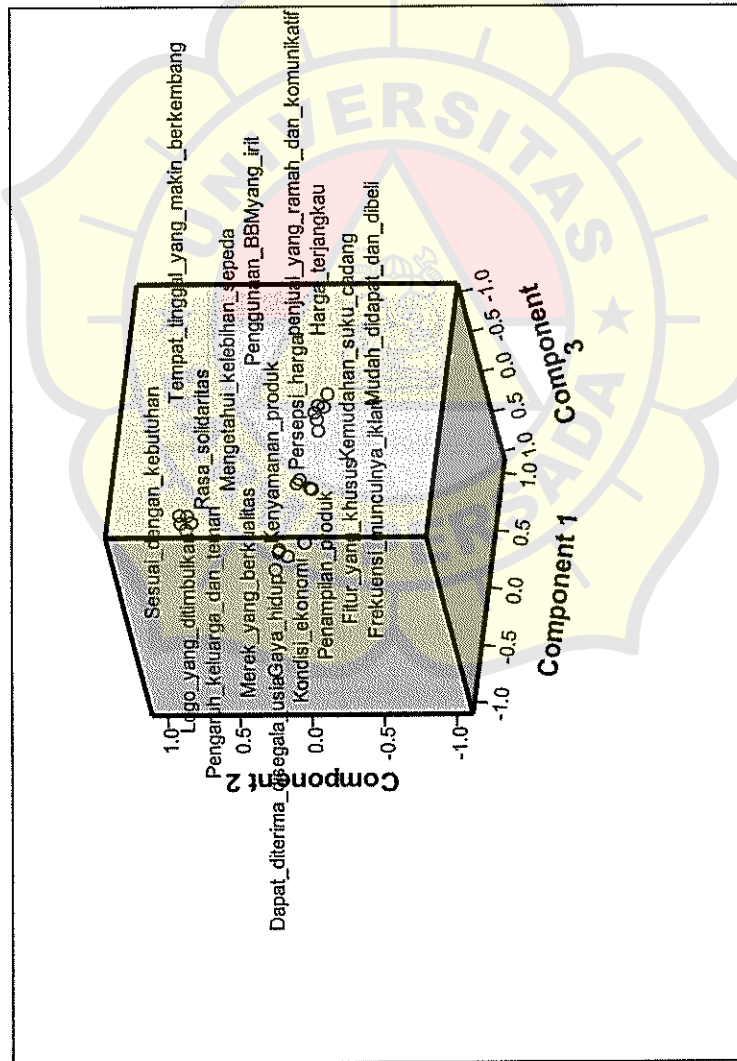 Sesuai_dengan_kebutuhan
Tempat_tinggal_yang_makin_berkembang
Logo_yang_ditimbulkan
Rasa_solidaritas
Pengaruh_keluarga_dan_teman
Mengetahui_kelebihan_sepeda
Merek_yang_berkualitas
Penggunaan_BBMyang_irit
Dapat_diterima_disegala_usia
Gaya_hidup
Kenyamanan_produk
Kondisi_ekonomi
Persepsi_harga
penjual_yang_ramah_dan_komunikatif
Penampilan_produk
Harga_terjangkau
Fitur_yang_khusus
Kemudahan_suku_cadang
Frekuensi_munculnya_iklan
Mudah_didapat_dan_dibeli
Component 2
1.0
0.5
0.0
-0.5
-1.0
Component 1
-1.0
-0.5
0.0
0.5
1.0
Component
3
1.0
0.5
0.0
-0.5
-1.0
UNIVERSITAS
PERSADA